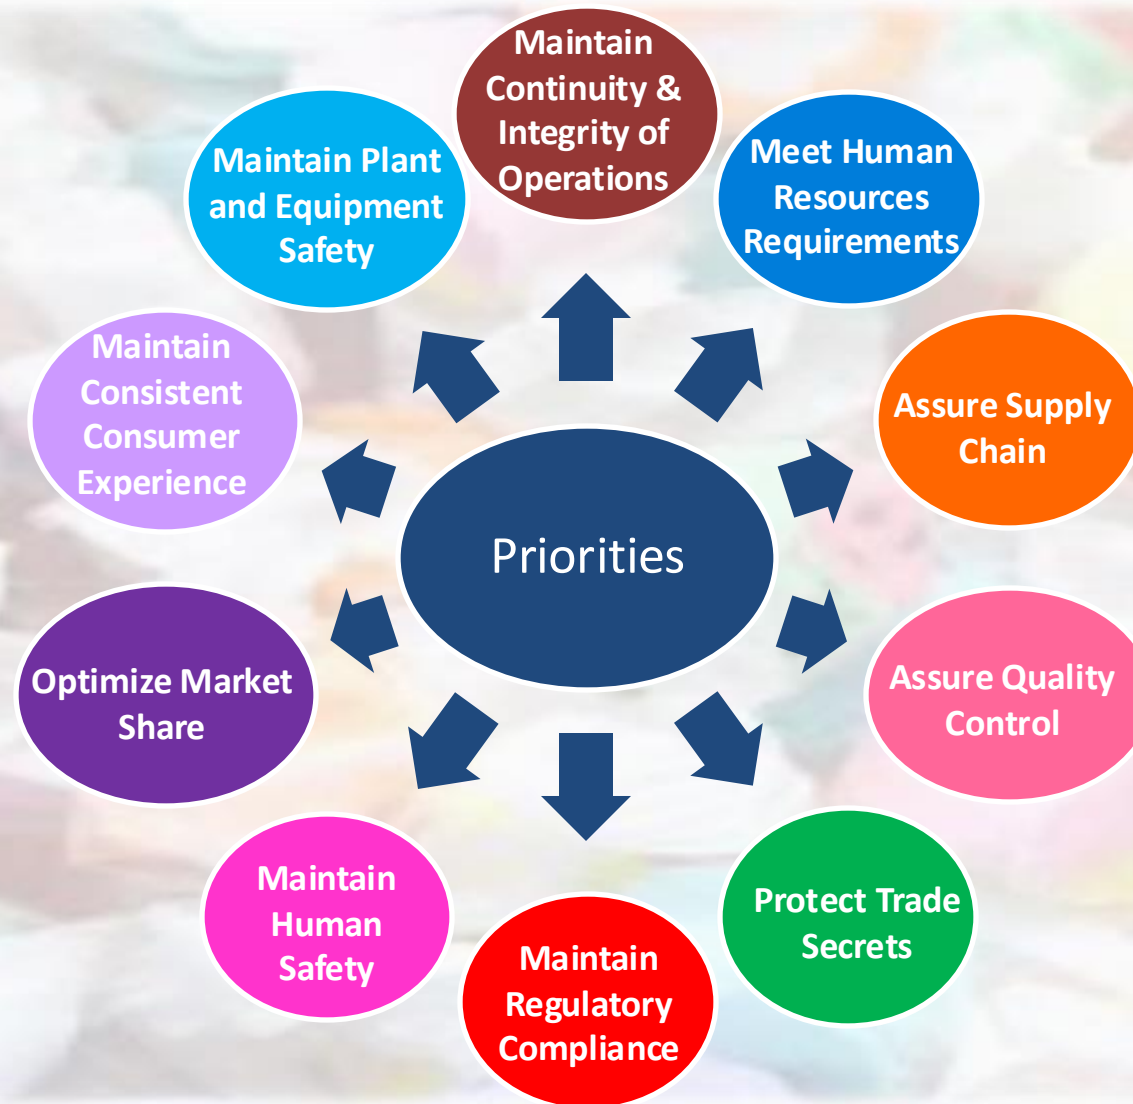 Maintain
Continuity &
Integrity of
Operations
Meet Human
Resources
Requirements
Assure Supply
Chain
Assure Quality
Control
Protect Trade
Secrets
Maintain
Regulatory
Compliance
Maintain
Human
Safety
Optimize Market
Share
Maintain
Consistent
Consumer
Experience
Maintain Plant
and Equipment
Safety
Priorities